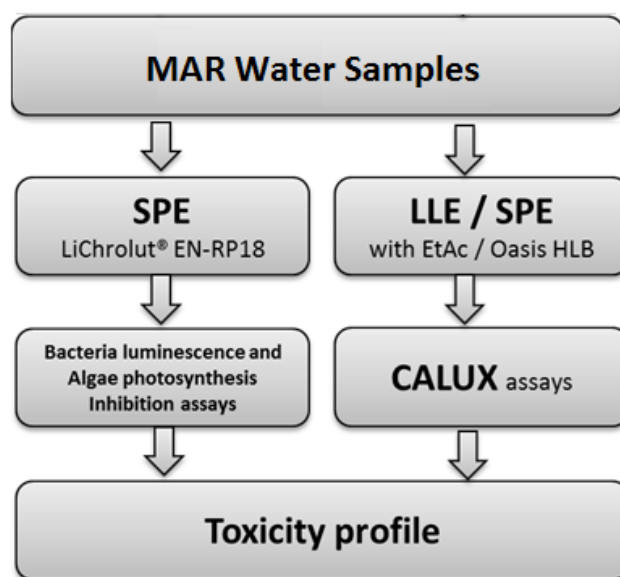 MAR Water Samples
SPE
LiChrolut® EN-RP18
LLE / SPE
with EtAc / Oasis HLB
Bacteria luminescence and
Algae photosynthesis
Inhibition assays
CALUX assays
Toxicity profile